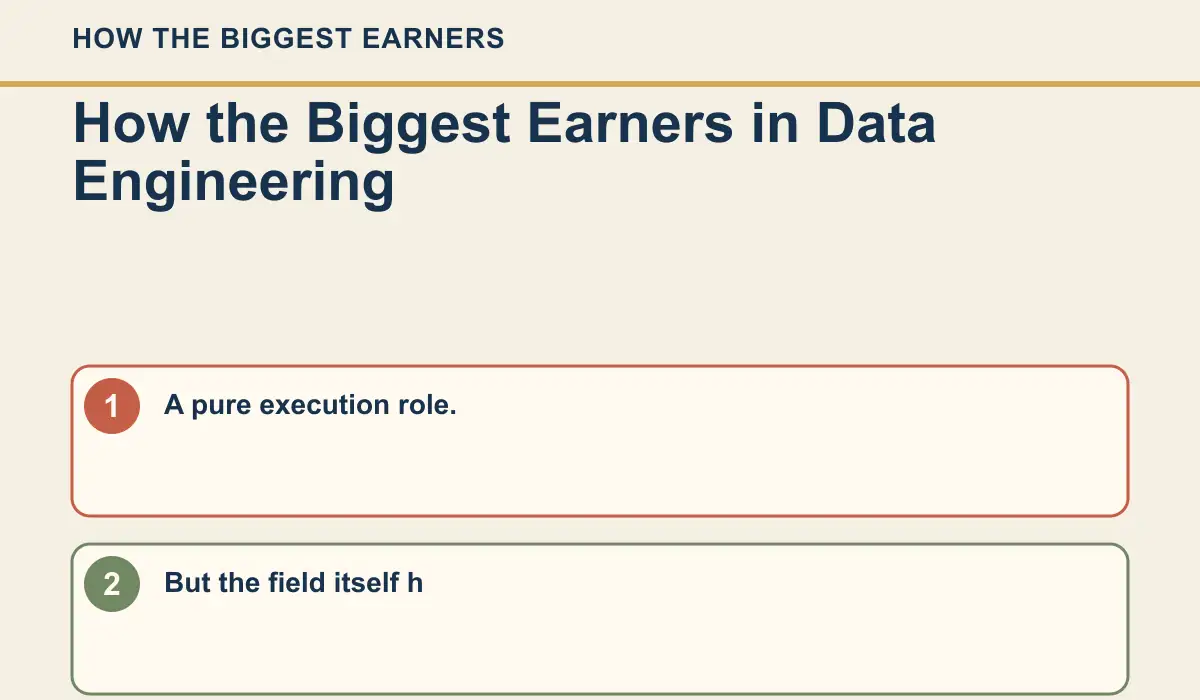 HOW THE BIGGEST EARNERS
How the Biggest Earners in Data
Engineering
1
A pure execution role.
2
But the field itself h